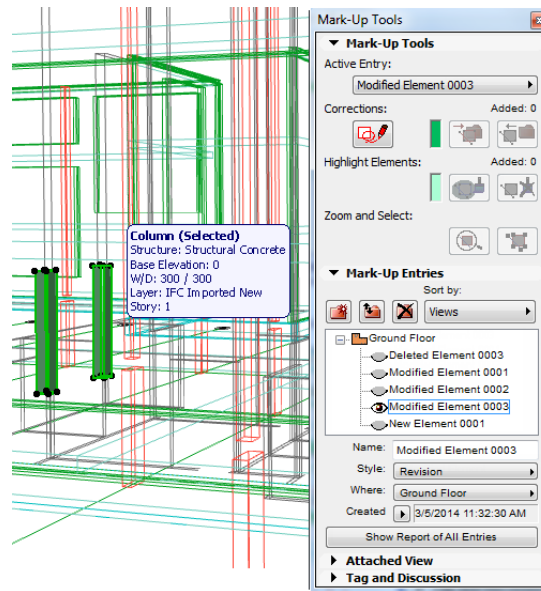 Mark-Up Tools
Mark-Up Tools
Active Entry:
Modified Element 0003
Corrections: Added: 0
Highlight Elements: Added: 0
Zoom and Select:
Column (Selected)
Structure: Structural Concrete
Base Elevation: 0
W/D: 300 / 300
Layer: IFC Imported New
Story: 1
Mark-Up Entries
Sort by:
Views
Ground Floor
Deleted Element 0003
Modified Element 0001
Modified Element 0002
Modified Element 0003
New Element 0001
Name: Modified Element 0003
Style: Revision
Where: Ground Floor
Created 3/5/2014 11:32:30 AM
Show Report of All Entries
Attached View
Tag and Discussion